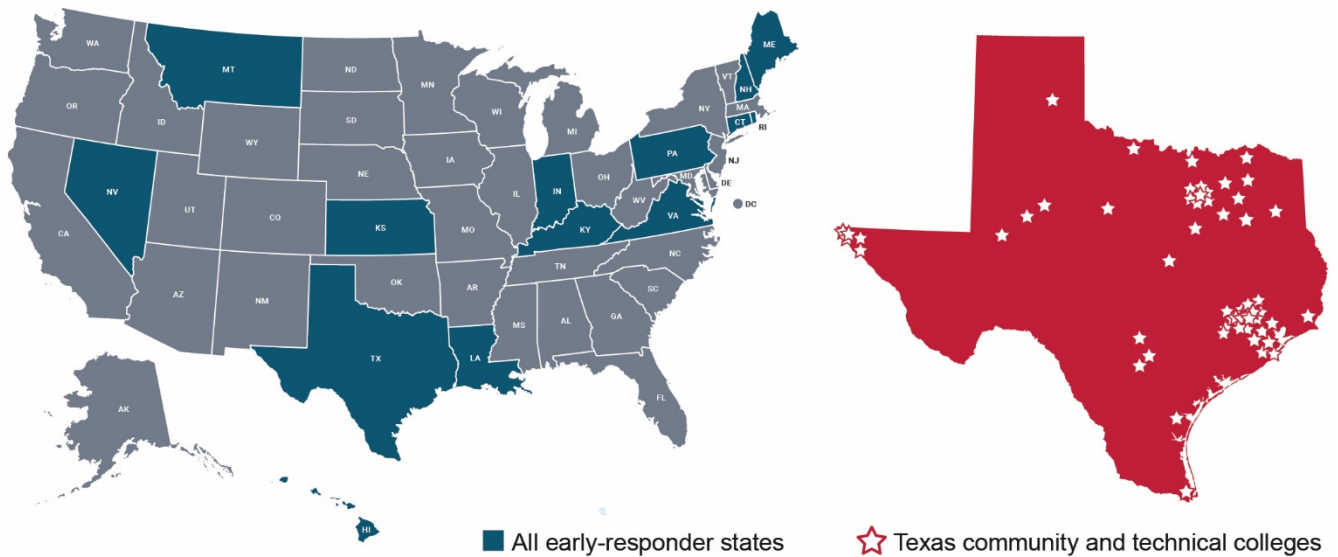 WA
MT
ND
MN
OR
ID
WY
SD
WI
MI
NY
VT
NH
ME
MA
CT
RI
NV
UT
CO
NE
IA
IL
IN
OH
PA
NJ
MD
DE
DC
WV
VA
CA
KS
MO
KY
NC
TN
AZ
NM
OK
AR
SC
MS
AL
GA
TX
LA
FL
AK
HI
All early-responder states
Texas community and technical colleges